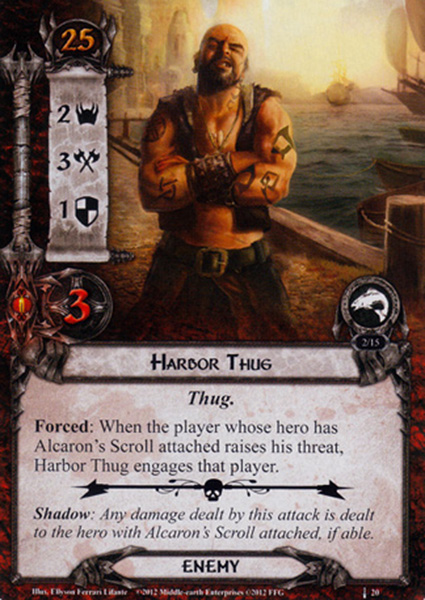 25
2
3
1
3
2/15
Harbor Thug
Thug.
Forced: When the player whose hero has
Alcaron's Scroll attached raises his threat,
Harbor Thug engages that player.
Shadow: Any damage dealt by this attack is dealt
to the hero with Alcaron's Scroll attached, if able.
ENEMY
Illus. Ellyson Ferrari Lifante ©2012 Middle-earth Enterprises ©2012 FFG 20